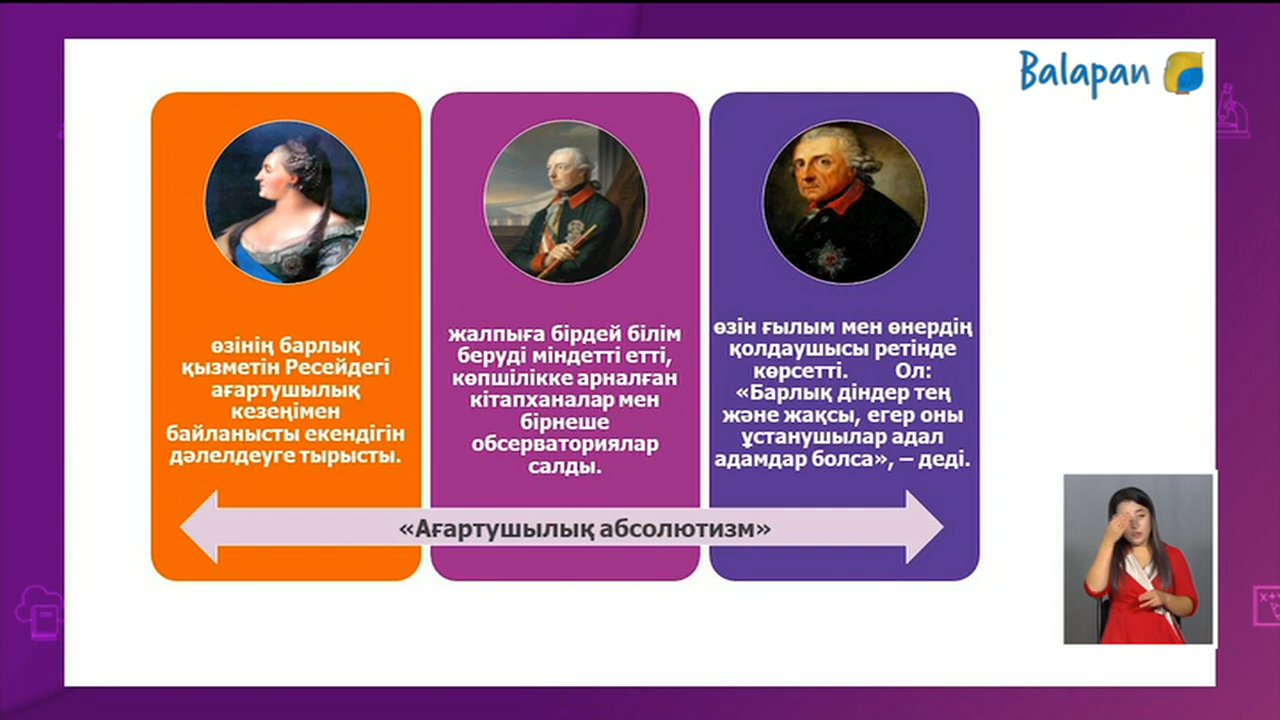 Balapan
өзінің барлық
қызметін Ресейдегі
ағартушылық
кезеңімен
байланысты екендігін
дәлелдеуге тырысты.
жалпыға бірдей білім
беруді міндетті етті,
көпшілікке арналған
кітапханалар мен
бірнеше
обсерваториялар
салды.
өзін ғылым мен өнердің
қолдаушысы ретінде
көрсетті. Ол:
«Барлық діндер тең
және жақсы, егер оны
ұстанушылар адал
адамдар болса», – деді.
«Ағартушылық абсолютизм»